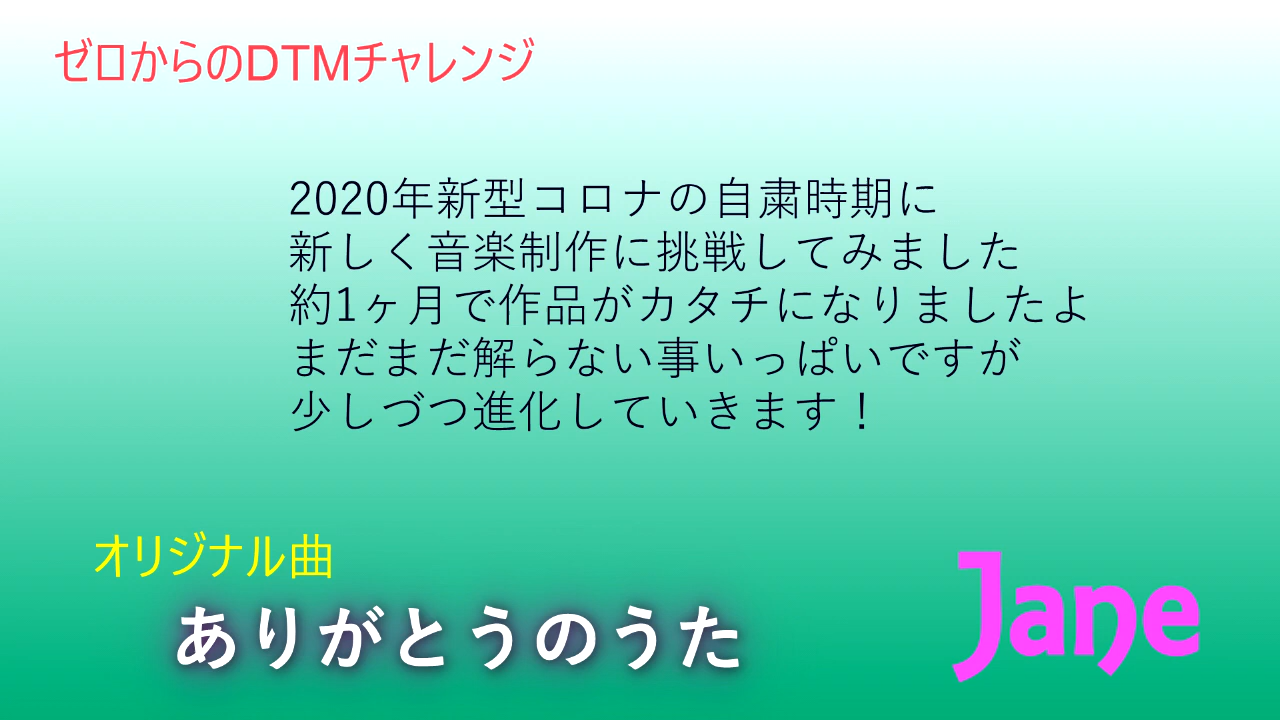 ゼロからのDTMチャレンジ
2020年新型コロナの自粛時期に
新しく音楽制作に挑戦してみました
約1ヶ月で作品がカタチになりましたよ
まだまだ解らない事いっぱいですが
少しづつ進化していきます！
オリジナル曲
ありがとうのうた
Jane